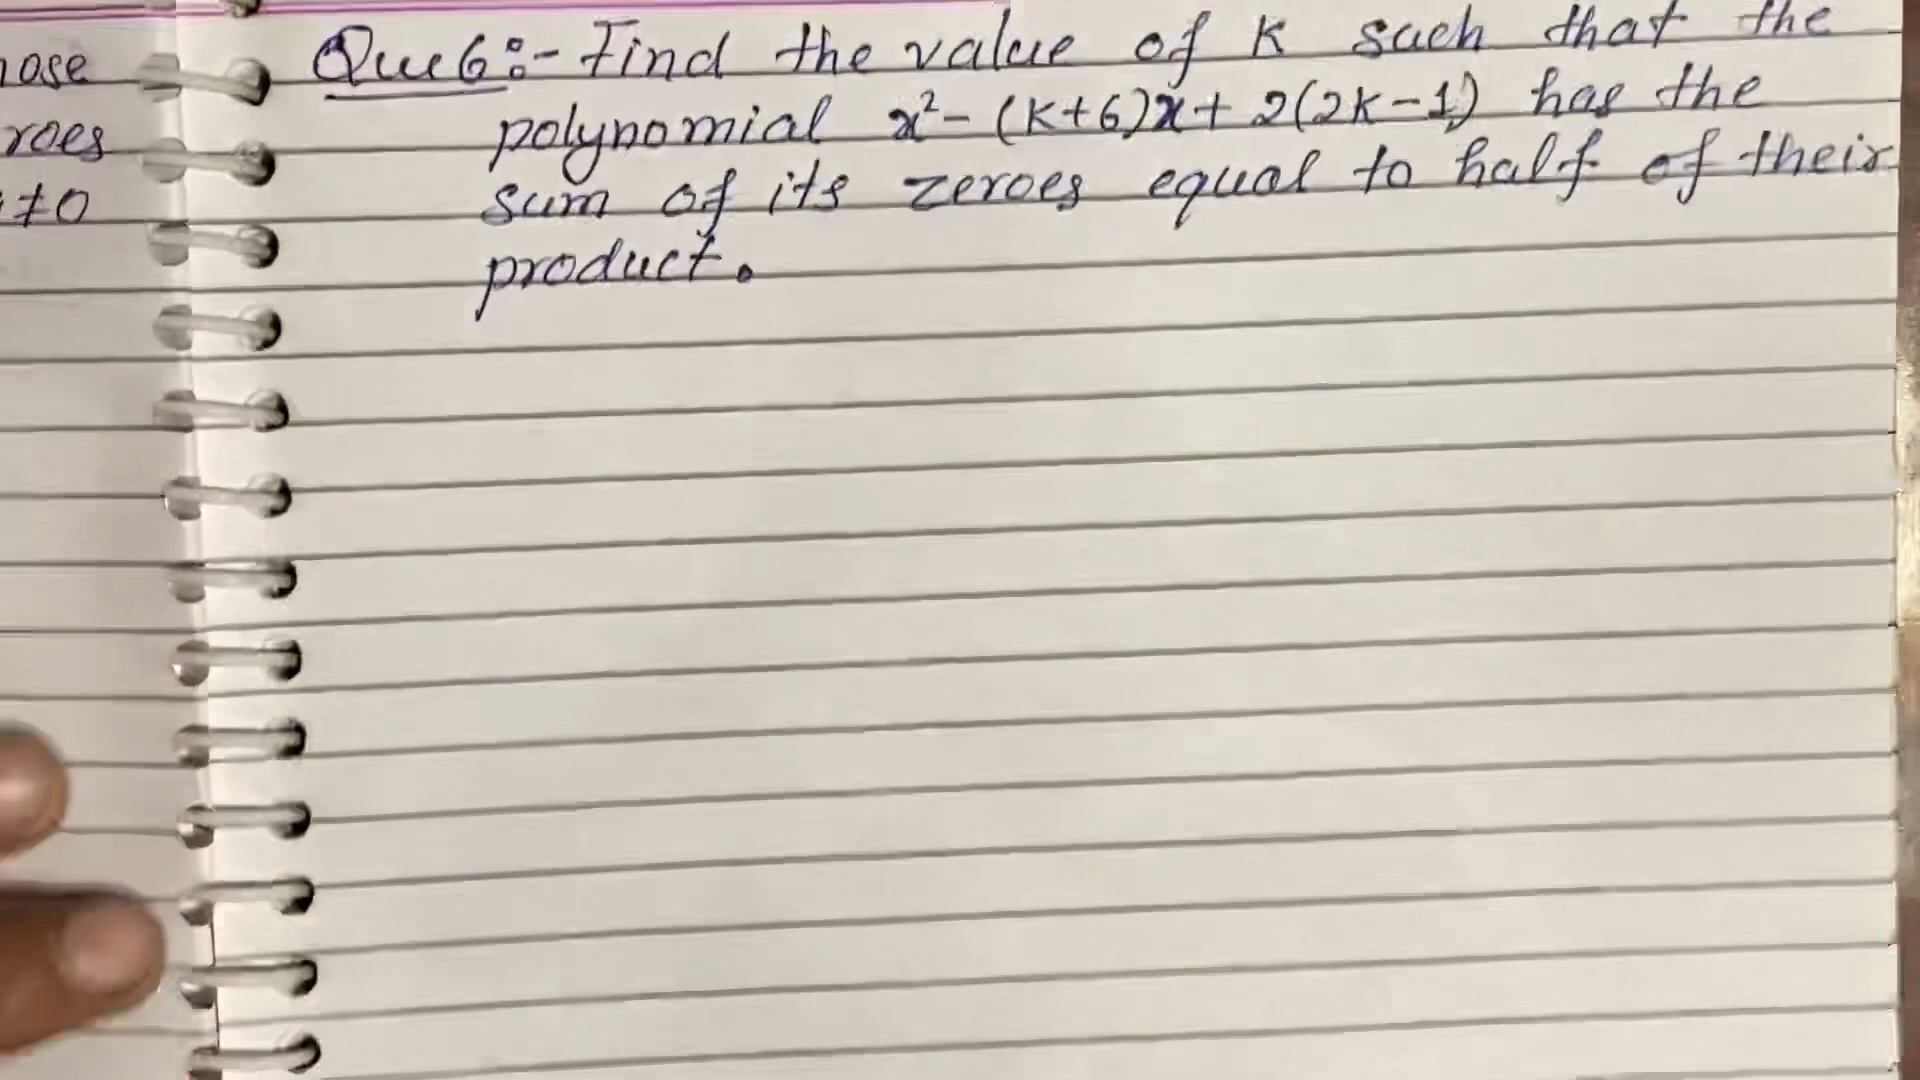 hose
roes
≠0
Que6:- Find the value of K such that the
polynomial x²- (K+6)x+ 2(2K-1) has the
sum of its zeroes equal to half of their
product.